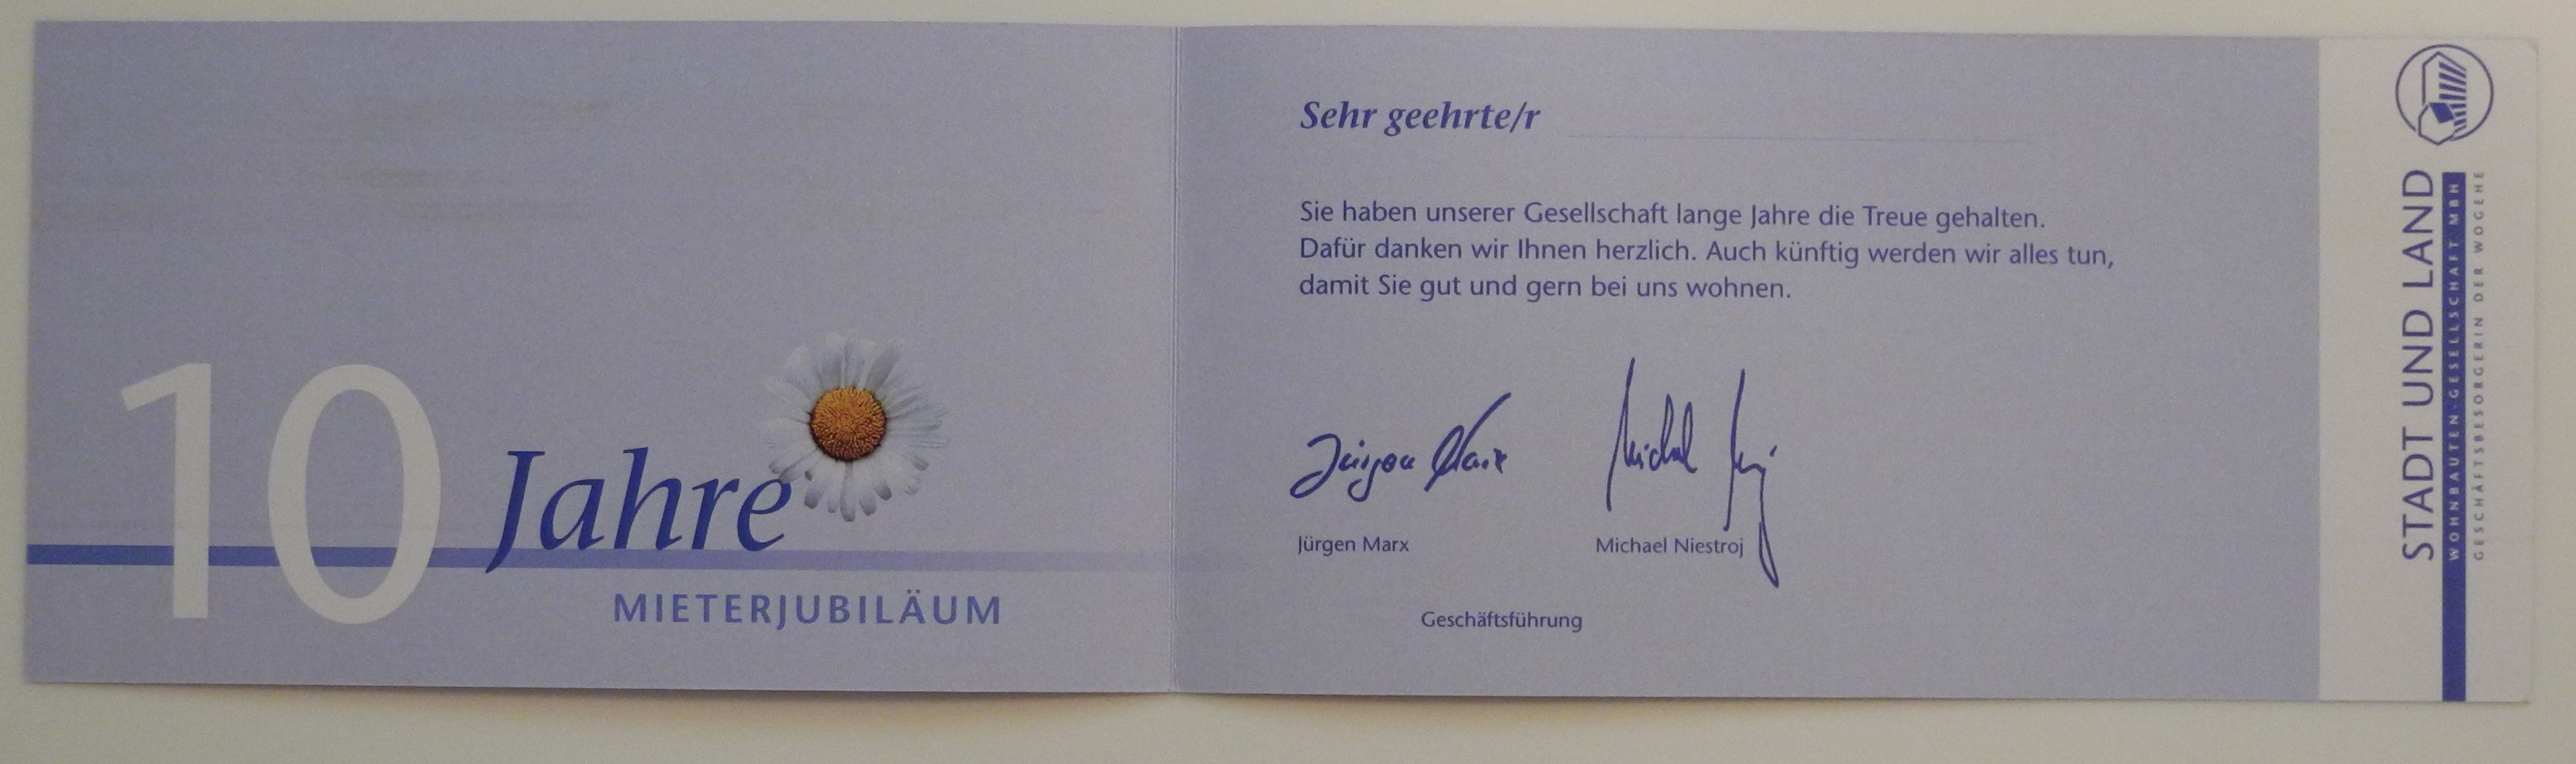 10 Jahre
MIETERJUBILÄUM
Sehr geehrte/r
Sie haben unserer Gesellschaft lange Jahre die Treue gehalten.
Dafür danken wir Ihnen herzlich. Auch künftig werden wir alles tun,
damit Sie gut und gern bei uns wohnen.
Jürgen Marx
Jürgen Marx
Michael Niestroj
Geschäftsführung
STADT UND LAND
WOHNBAUTEN-GESELLSCHAFT MBH
GESCHÄFTSBESORGERIN DER WOGEHE